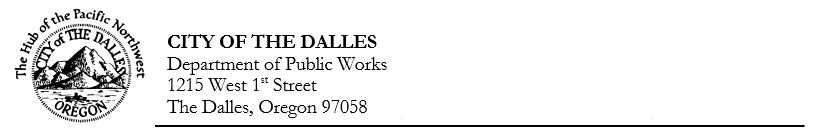 The Hub of the Pacific Northwest
CITY of THE DALLES
OREGON
CITY OF THE DALLES
Department of Public Works
1215 West 1st Street
The Dalles, Oregon 97058